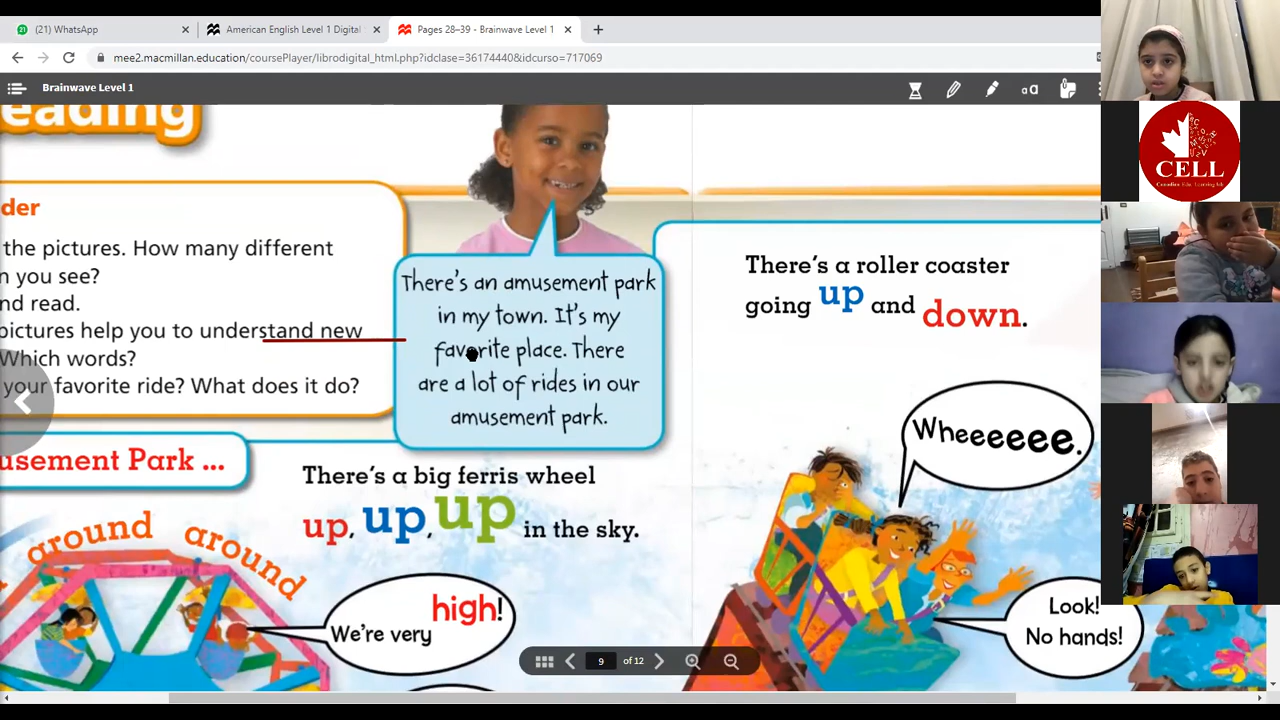 (21) WhatsApp
American English Level 1 Digital
Pages 28–39 - Brainwave Level 1
mee2.macmillan.education/coursePlayer/librodigital_html.php?idclase=36174440&idcurso=717069
Brainwave Level 1
aA
eading
der
the pictures. How many different
n you see?
nd read.
pictures help you to understand new
Which words?
your favorite ride? What does it do?
There's an amusement park
in my town. It's my
favorite place. There
are a lot of rides in our
amusement park.
usement Park ...
There's a big ferris wheel
up, up, up in the sky.
around around
We're very high!
There's a roller coaster
going up and down.
Wheeeeee.
Look!
No hands!
9 of 12
CELL